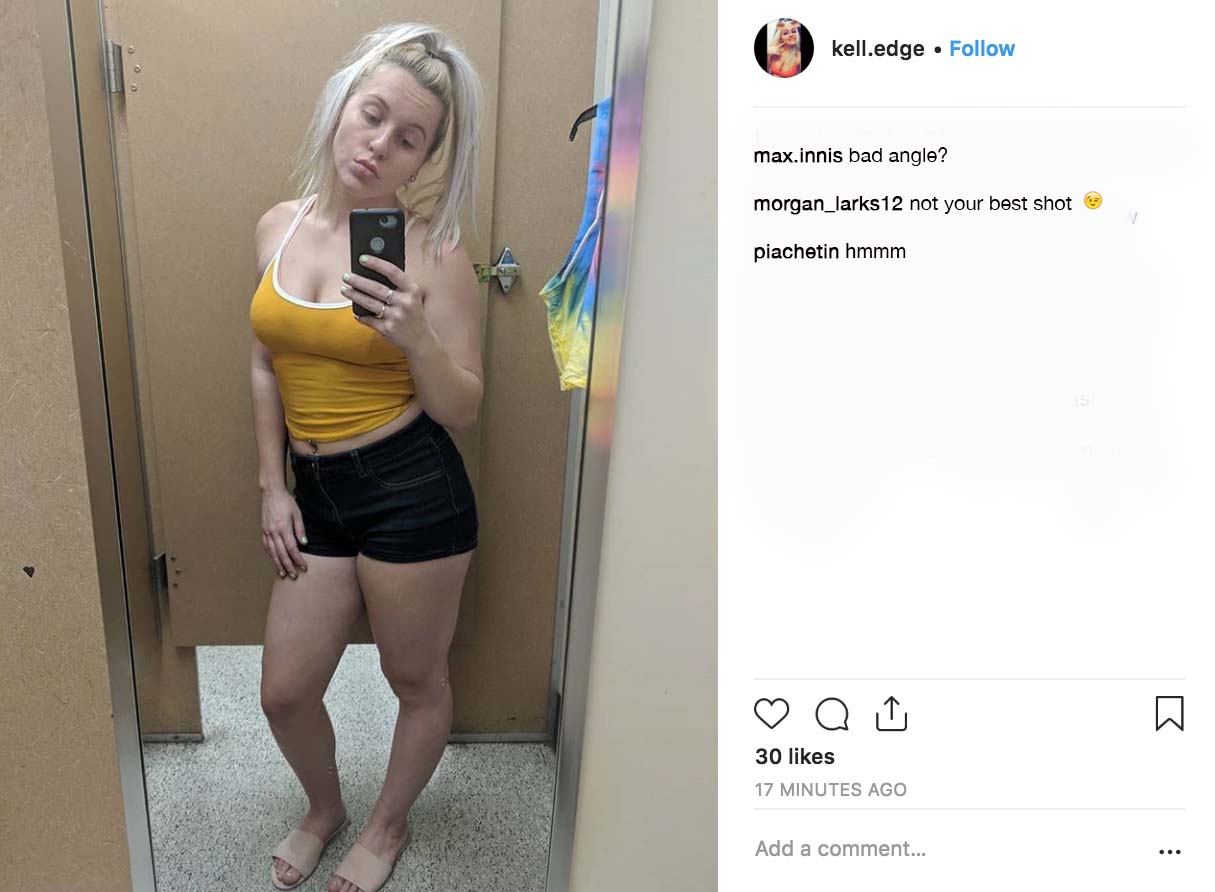 kell.edge • Follow
max.innis bad angle?
morgan_larks12 not your best shot 😉
piachetin hmmm
30 likes
17 MINUTES AGO
Add a comment...